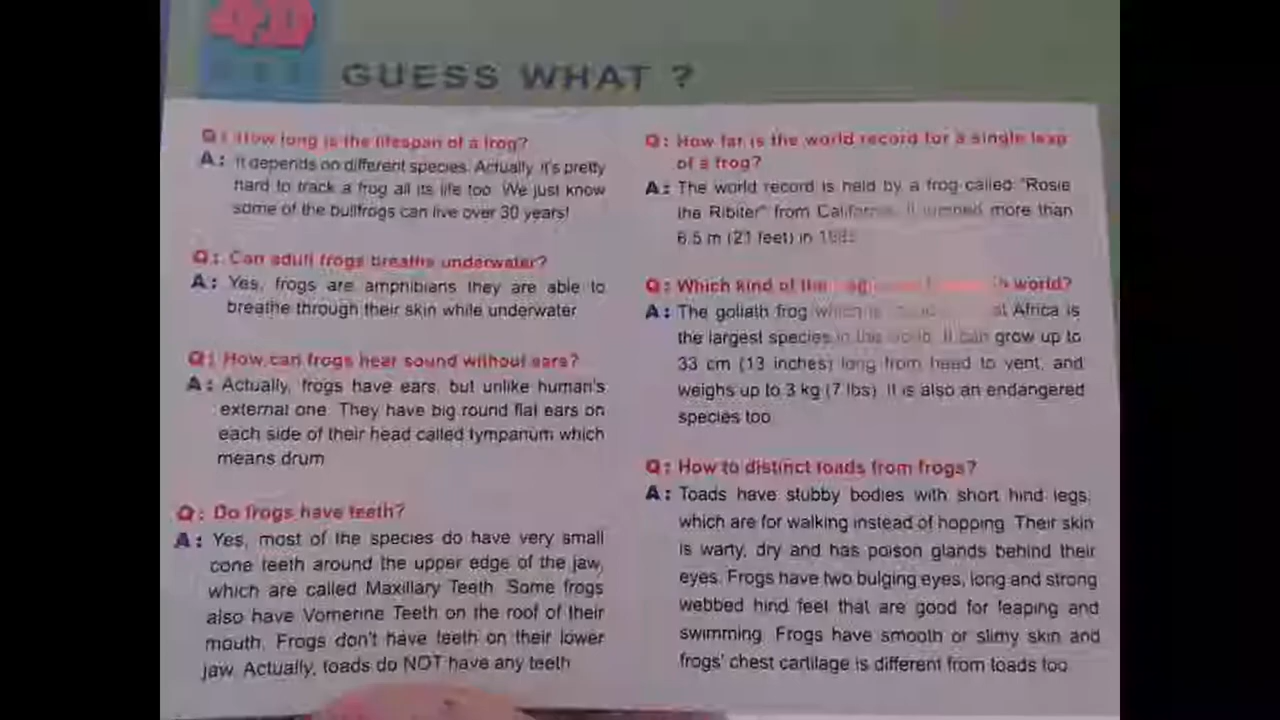 4D
GUESS WHAT ?
Q: How long is the lifespan of a frog?
A: It depends on different species. Actually, it's pretty
hard to track a frog all its life too. We just know
some of the bullfrogs can live over 30 years!
Q: Can adult frogs breaths underwater?
A: Yes, frogs are amphibians they are able to
breathe through their skin while underwater
Q: How can frogs hear sound without ears?
A: Actually, frogs have ears, but unlike human's
external one. They have big round flat ears on
each side of their head called tympanum which
means drum
Q: Do frogs have teeth?
A: Yes, most of the species do have very small
cone teeth around the upper edge of the jaw,
which are called Maxillary Teeth. Some frogs
also have Vomerine Teeth on the roof of their
mouth. Frogs don't have teeth on their lower
jaw. Actually, toads do NOT have any teeth
Q: How far is the world record for a single leap
of a frog?
A: The world record is held by a frog called "Rosie
the Ribiter" from California. It jumped more than
6.5 m (21 feet) in
Q: Which kind of the world?
A: The goliath frog which is Africa is
the largest species in the world. It can grow up to
33 cm (13 inches) long from head to vent, and
weighs up to 3 kg (7 lbs). It is also an endangered
species too
Q: How to distinct toads from frogs?
A: Toads have stubby bodies with short hind legs,
which are for walking instead of hopping. Their skin
is warty, dry and has poison glands behind their
eyes. Frogs have two bulging eyes, long and strong
webbed hind feet that are good for leaping and
swimming. Frogs have smooth or slimy skin and
frogs' chest cartilage is different from toads too